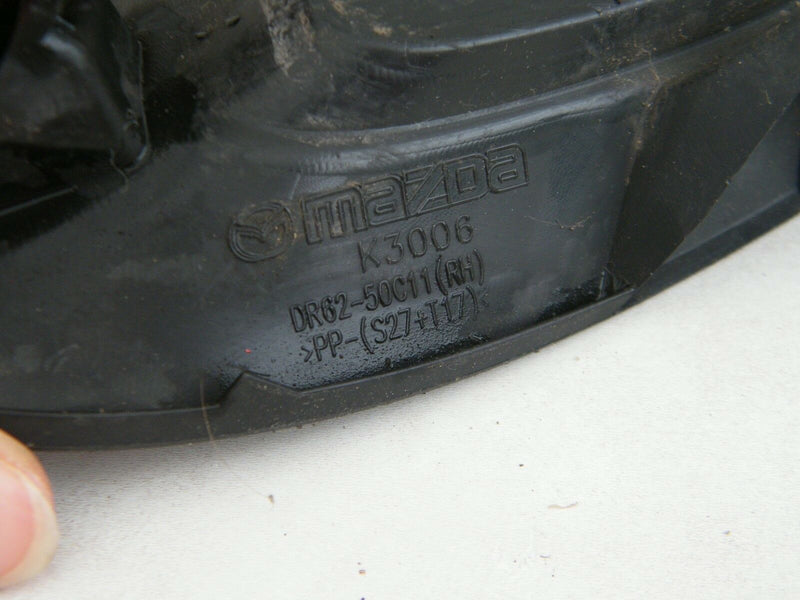 mazda
K3006
DR62-50C11(RH)
>PP-(S27+T17)<